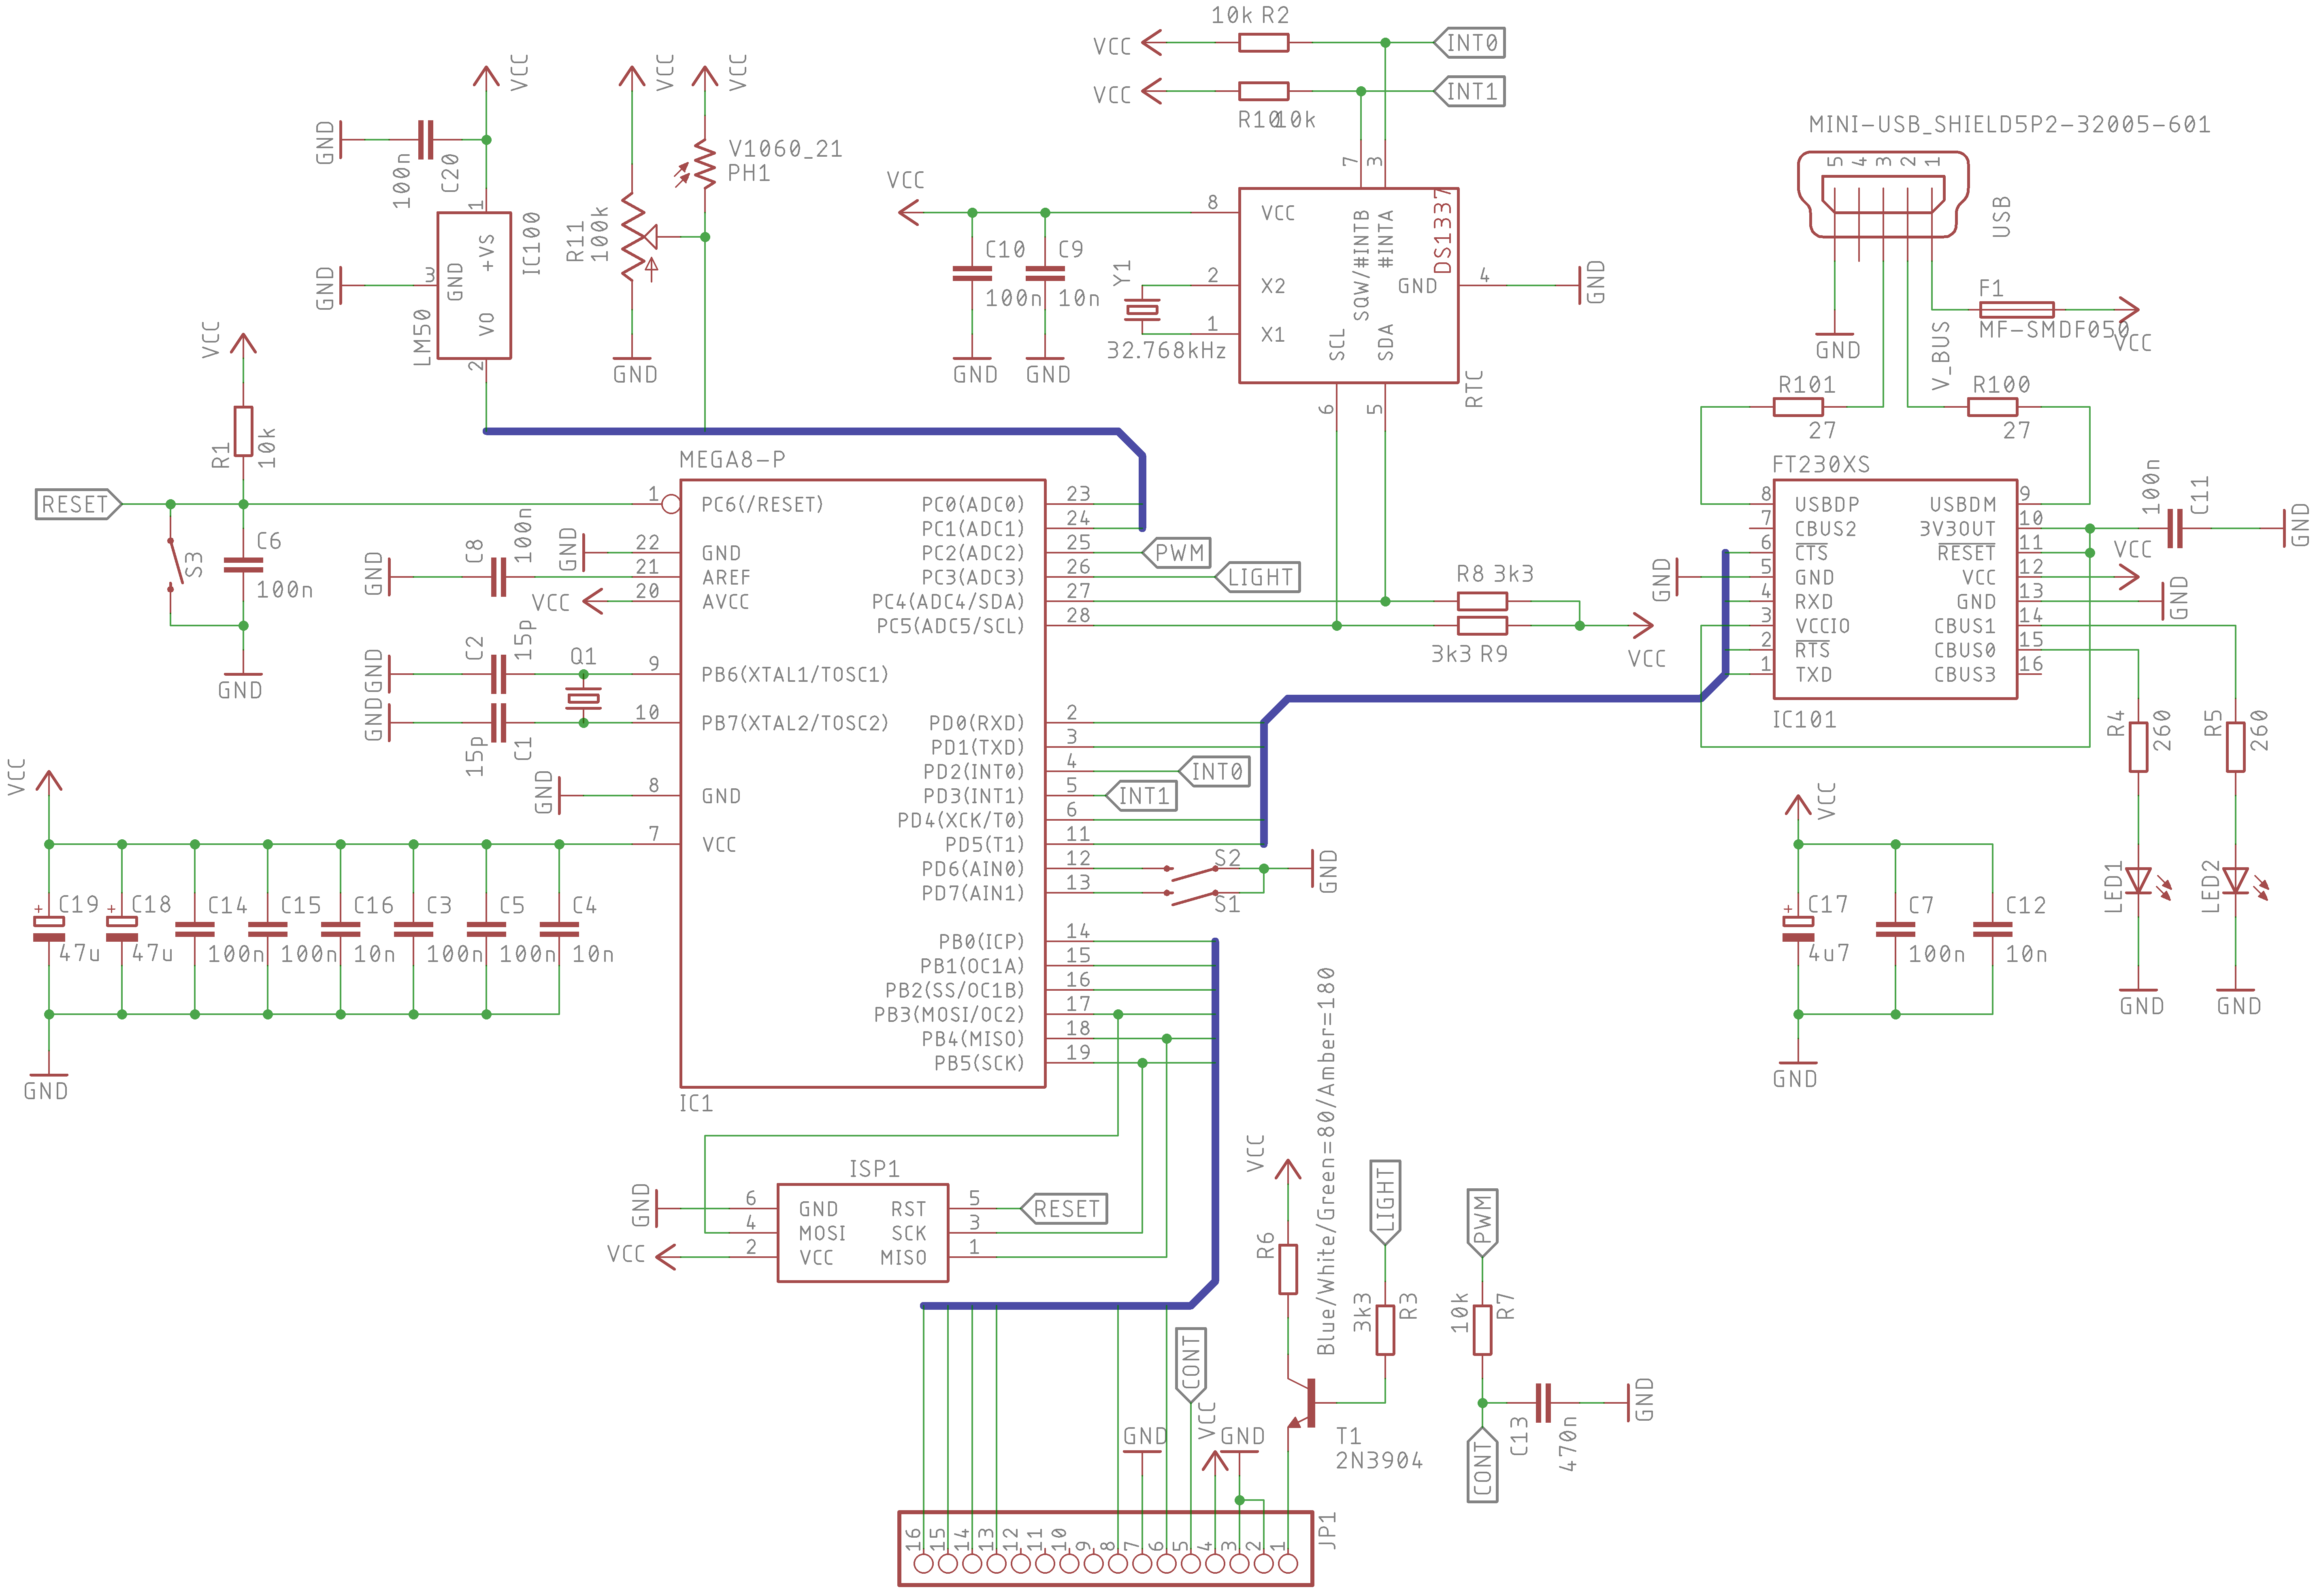 10k R2
VCC
INT0
VCC
INT1
R10
10k
VCC
VCC
VCC
GND
100n
C20
V1060_21
PH1
R11
100k
GND
1
+VS
GND
3
VO
2
IC100
LM50
GND
VCC
8
VCC
C10
100n
C9
10n
GND
GND
Y1
32.768kHz
2
X2
1
X1
7
3
SQW/#INTB
#INTA
DS1337
GND
4
GND
SCL
SDA
6
5
RTC
MINI-USB_SHIELD5P2-32005-601
5
4
3
2
1
USB
F1
MF-SMDF050
VCC
V_BUS
GND
R101
27
R100
27
VCC
R1
10k
RESET
S3
C6
100n
GND
MEGA8-P
1
PC6(/RESET)
22
GND
21
AREF
20
AVCC
9
PB6(XTAL1/TOSC1)
10
PB7(XTAL2/TOSC2)
8
GND
7
VCC
PC0(ADC0)
23
PC1(ADC1)
24
PC2(ADC2)
25
PC3(ADC3)
26
PC4(ADC4/SDA)
27
PC5(ADC5/SCL)
28
PD0(RXD)
2
PD1(TXD)
3
PD2(INT0)
4
PD3(INT1)
5
PD4(XCK/T0)
6
PD5(T1)
11
PD6(AIN0)
12
PD7(AIN1)
13
PB0(ICP)
14
PB1(OC1A)
15
PB2(SS/OC1B)
16
PB3(MOSI/OC2)
17
PB4(MISO)
18
PB5(SCK)
19
IC1
GND
C8
100n
GND
VCC
GND
C2
15p
Q1
GND
15p
C1
GND
PWM
LIGHT
R8 3k3
3k3 R9
VCC
INT0
INT1
S2
S1
GND
FT230XS
8
USBDP
7
CBUS2
6
CTS
5
GND
4
RXD
3
VCCIO
2
RTS
1
TXD
USBDM
9
3V3OUT
10
RESET
11
VCC
12
GND
13
CBUS1
14
CBUS0
15
CBUS3
16
IC101
GND
100n
C11
GND
VCC
GND
R4
260
R5
260
LED1
LED2
GND
GND
VCC
C17
4u7
C7
100n
C12
10n
+
GND
VCC
+
C19
47u
+
C18
47u
C14
100n
C15
100n
C16
10n
C3
100n
C5
100n
C4
10n
GND
ISP1
6
GND
4
MOSI
2
VCC
RST
5
SCK
3
MISO
1
GND
VCC
RESET
VCC
R6
Blue/White/Green=80/Amber=180
LIGHT
3k3
R3
PWM
10k
R7
CONT
C13
470n
GND
T1
2N3904
CONT
GND
VCC
GND
16
15
14
13
12
11
10
9
8
7
6
5
4
3
2
1
JP1